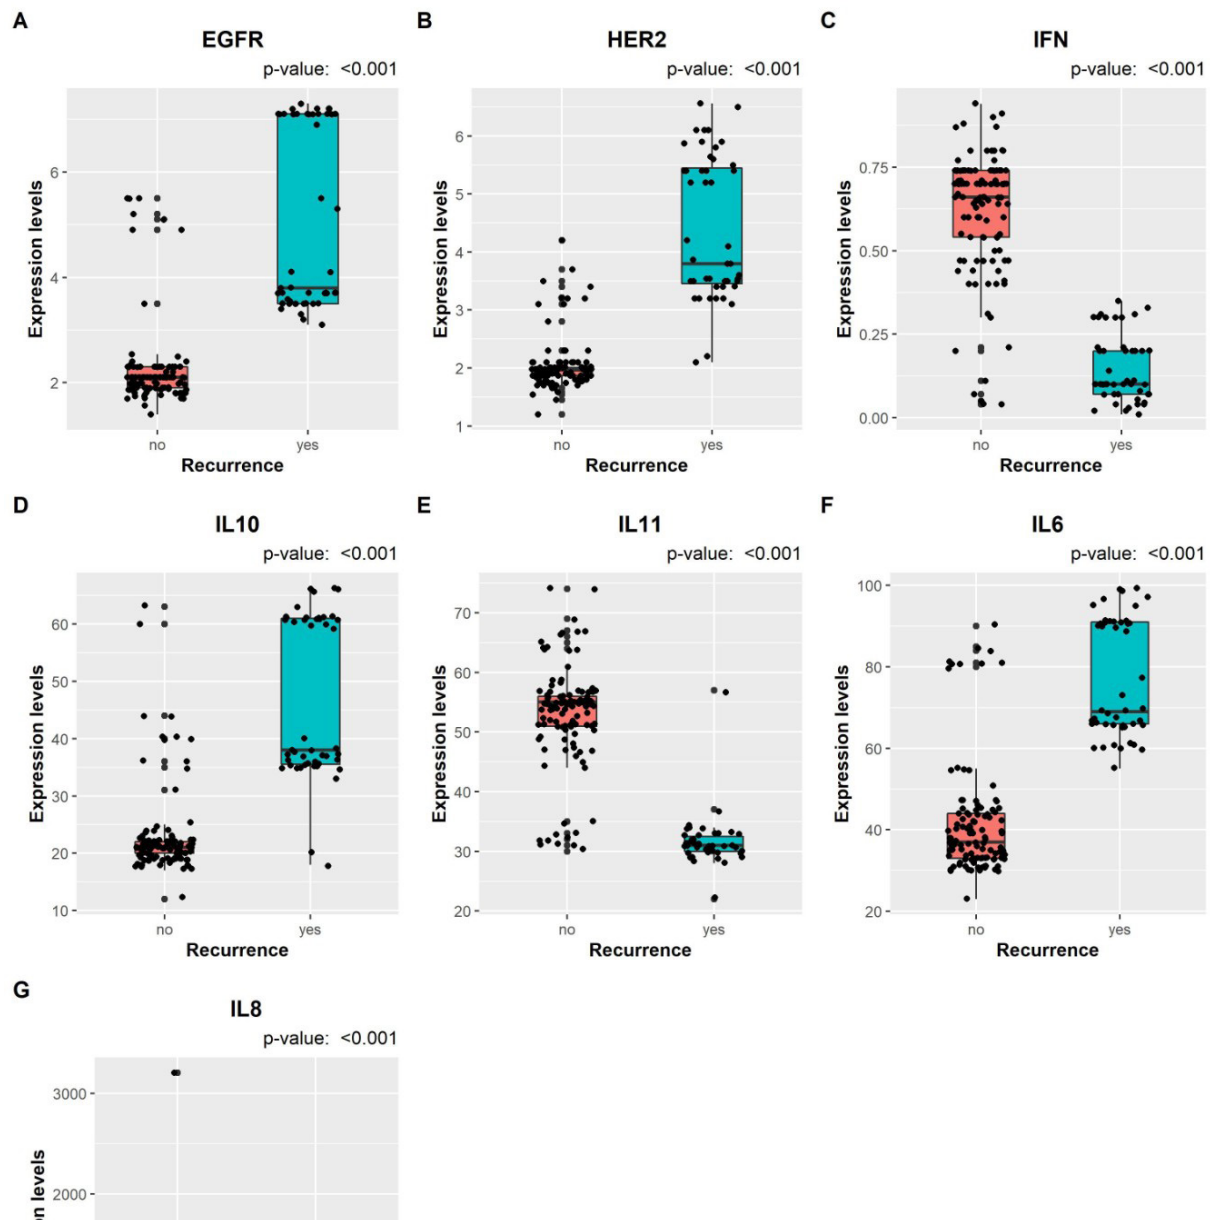 A
EGFR
p-value: <0.001
Expression levels
6
4
2
no
yes
Recurrence
B
HER2
p-value: <0.001
Expression levels
6
5
4
3
2
1
no
yes
Recurrence
C
IFN
p-value: <0.001
Expression levels
0.75
0.50
0.25
0.00
no
yes
Recurrence
D
IL10
p-value: <0.001
Expression levels
60
50
40
30
20
10
no
yes
Recurrence
E
IL11
p-value: <0.001
Expression levels
70
60
50
40
30
20
no
yes
Recurrence
F
IL6
p-value: <0.001
Expression levels
100
80
60
40
20
no
yes
Recurrence
G
IL8
p-value: <0.001
3000
2000
levels